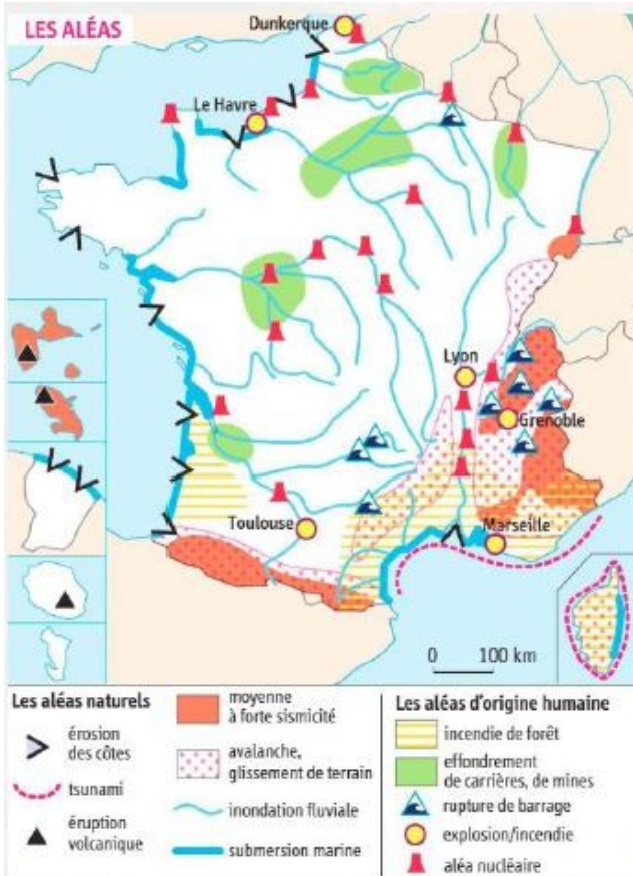 LES ALÉAS
Dunkerque
Le Havre
Lyon
Grenoble
Toulouse
Marseille
0 100 km
Les aléas naturels
érosion
des côtes
tsunami
éruption
volcanique
moyenne
à forte sismicité
avalanche,
glissement de terrain
inondation fluviale
submersion marine
Les aléas d'origine humaine
incendie de forêt
effondrement
de carrières, de mines
rupture de barrage
explosion/incendie
aléa nucléaire